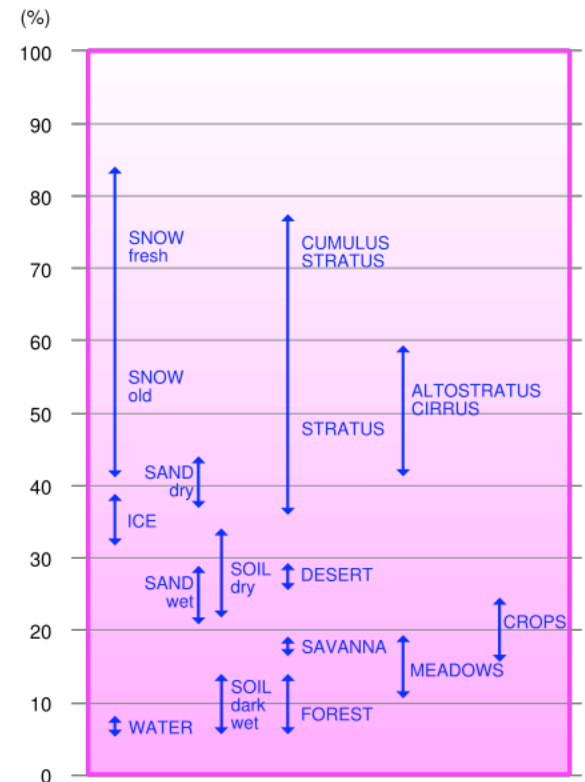 (%)
100
90
80
70
60
50
40
30
20
10
0
SNOW
fresh
CUMULUS
STRATUS
SNOW
old
ALTOSTRATUS
CIRRUS
STRATUS
SAND
dry
ICE
SOIL
dry
DESERT
SAND
wet
CROPS
SAVANNA
MEADOWS
SOIL
dark
wet
FOREST
WATER